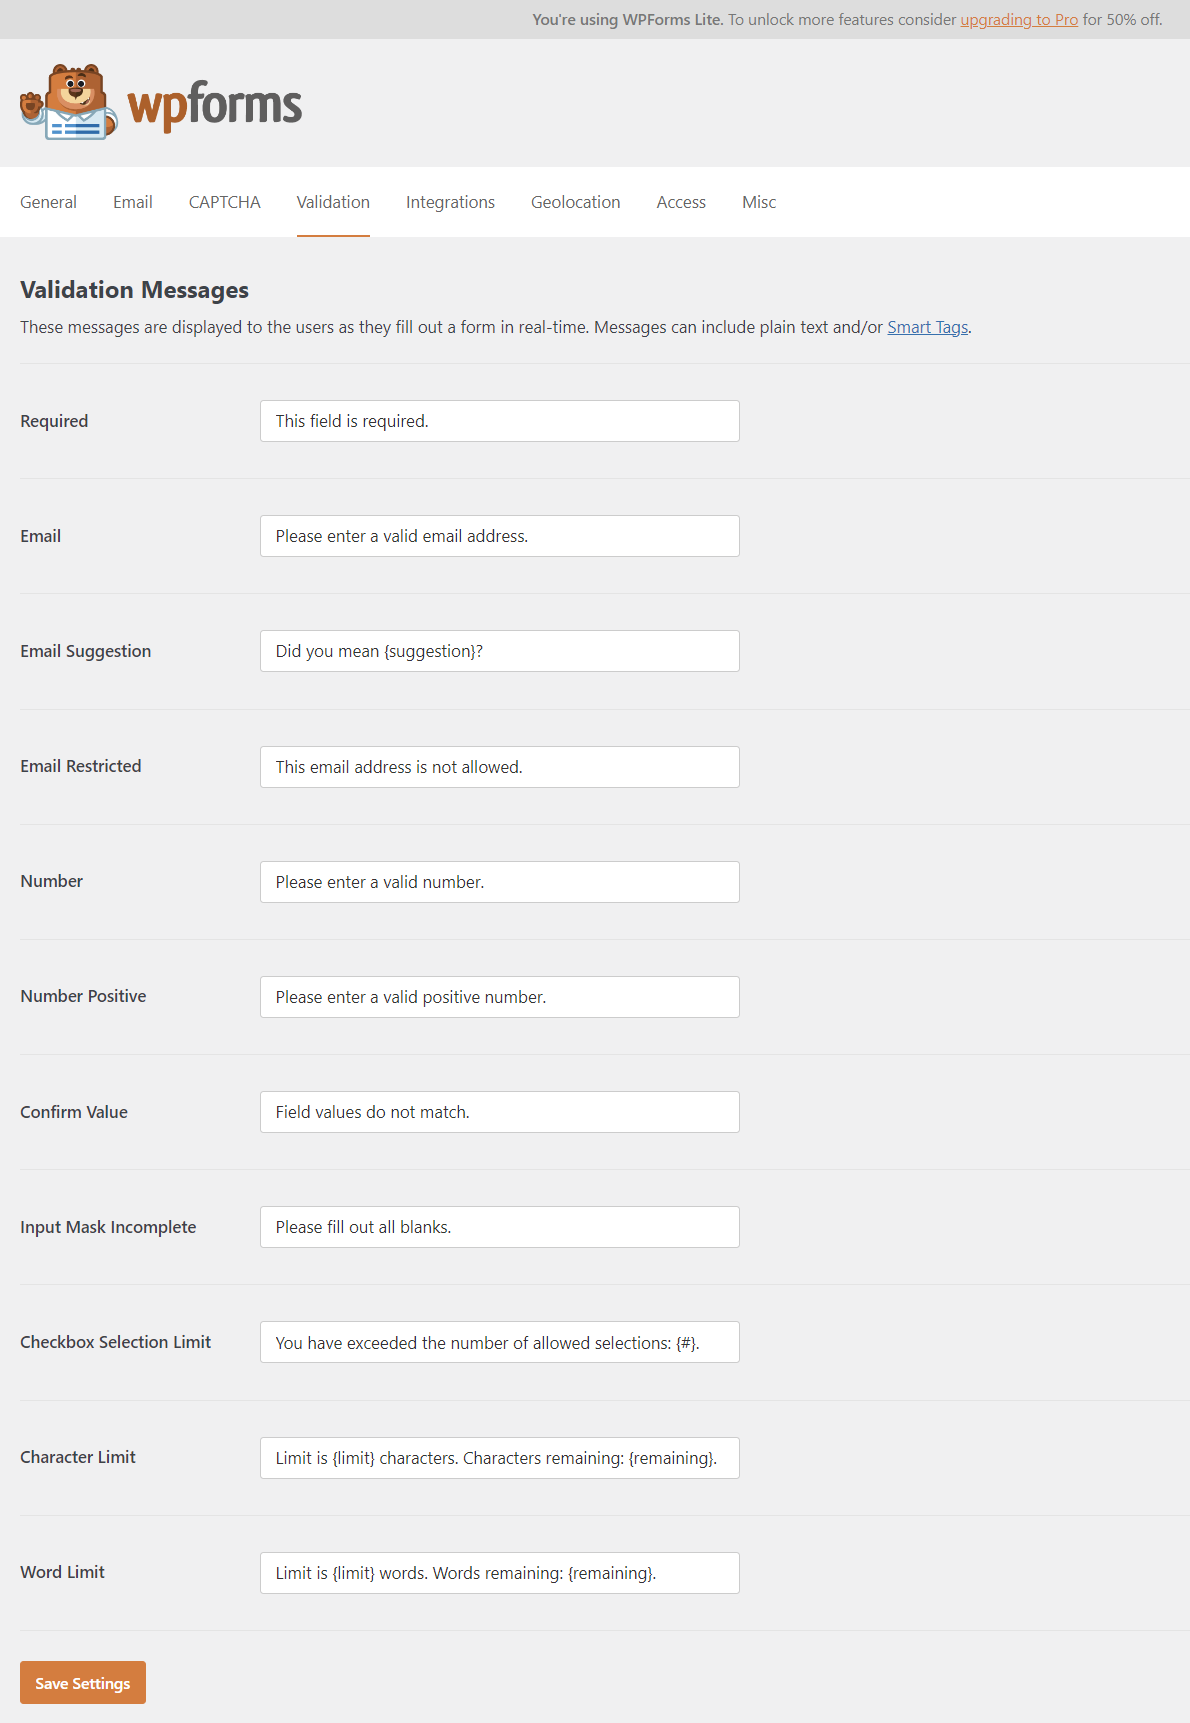 You're using WPForms Lite. To unlock more features consider upgrading to Pro for 50% off.
wpforms
General Email CAPTCHA Validation Integrations Geolocation Access Misc
Validation Messages
These messages are displayed to the users as they fill out a form in real-time. Messages can include plain text and/or Smart Tags.
Required This field is required.
Email Please enter a valid email address.
Email Suggestion Did you mean {suggestion}?
Email Restricted This email address is not allowed.
Number Please enter a valid number.
Number Positive Please enter a valid positive number.
Confirm Value Field values do not match.
Input Mask Incomplete Please fill out all blanks.
Checkbox Selection Limit You have exceeded the number of allowed selections: {#}.
Character Limit Limit is {limit} characters. Characters remaining: {remaining}.
Word Limit Limit is {limit} words. Words remaining: {remaining}.
Save Settings